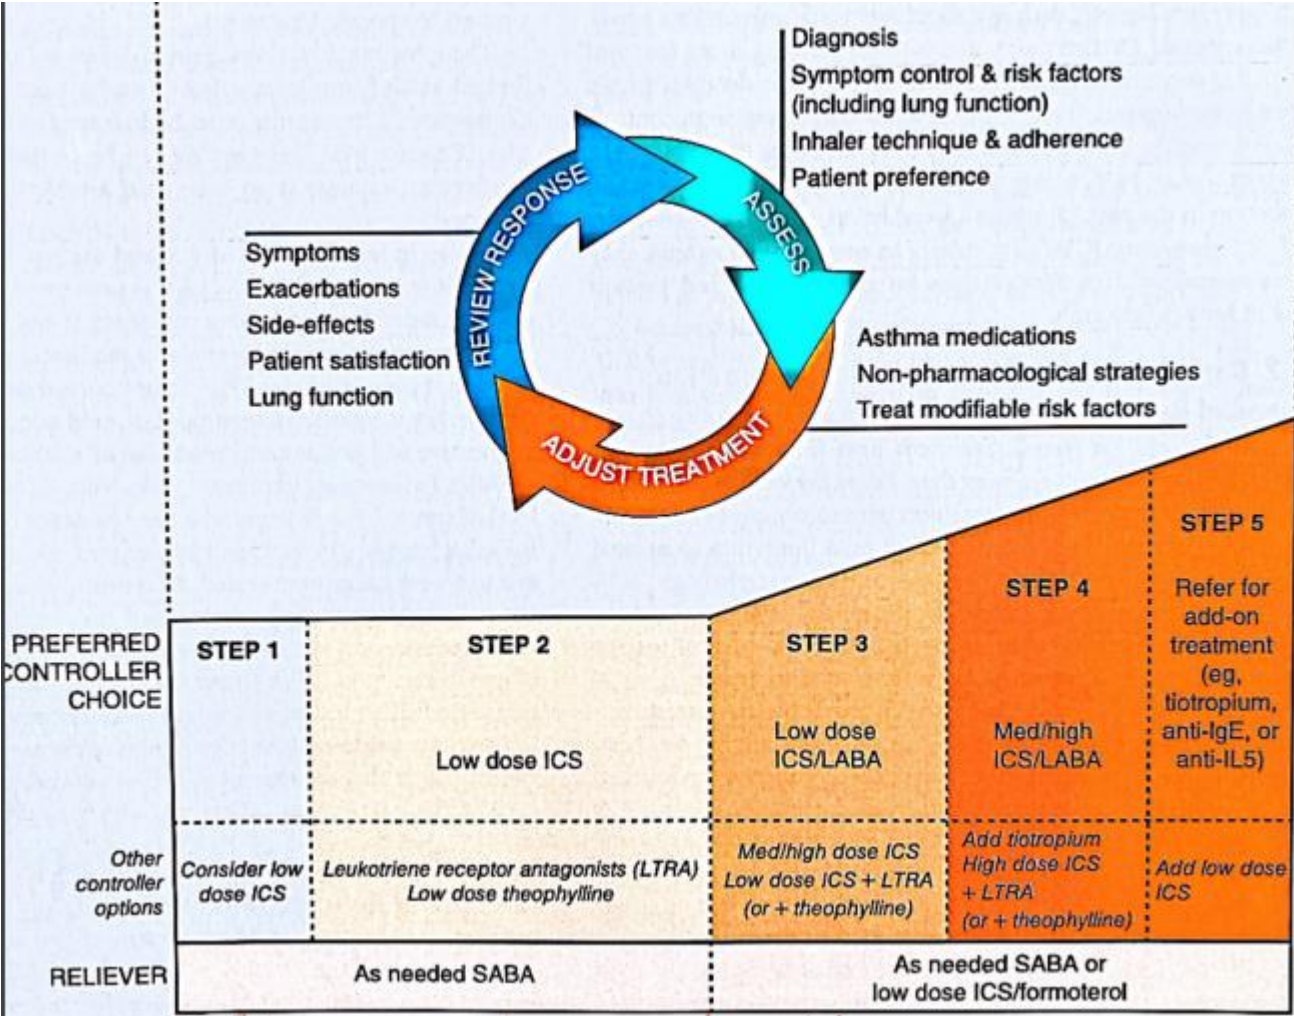 Diagnosis
Symptom control & risk factors
(including lung function)
Inhaler technique & adherence
Patient preference
REVIEW RESPONSE
ASSESS
ADJUST TREATMENT
Symptoms
Exacerbations
Side-effects
Patient satisfaction
Lung function
Asthma medications
Non-pharmacological strategies
Treat modifiable risk factors
PREFERRED
CONTROLLER
CHOICE
STEP 1
STEP 2
Low dose ICS
STEP 3
Low dose
ICS/LABA
STEP 4
Med/high
ICS/LABA
STEP 5
Refer for
add-on
treatment
(eg,
tiotropium,
anti-IgE, or
anti-IL5)
Other
controller
options
Consider low
dose ICS
Leukotriene receptor antagonists (LTRA)
Low dose theophylline
Med/high dose ICS
Low dose ICS + LTRA
(or + theophylline)
Add tiotropium
High dose ICS
+ LTRA
(or + theophylline)
Add low dose
ICS
RELIEVER
As needed SABA
As needed SABA or
low dose ICS/formoterol